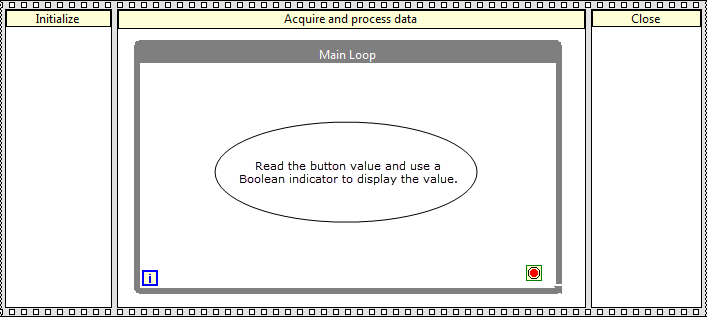 Initialize
Acquire and process data
Close
Main Loop
Read the button value and use a
Boolean indicator to display the value.
i